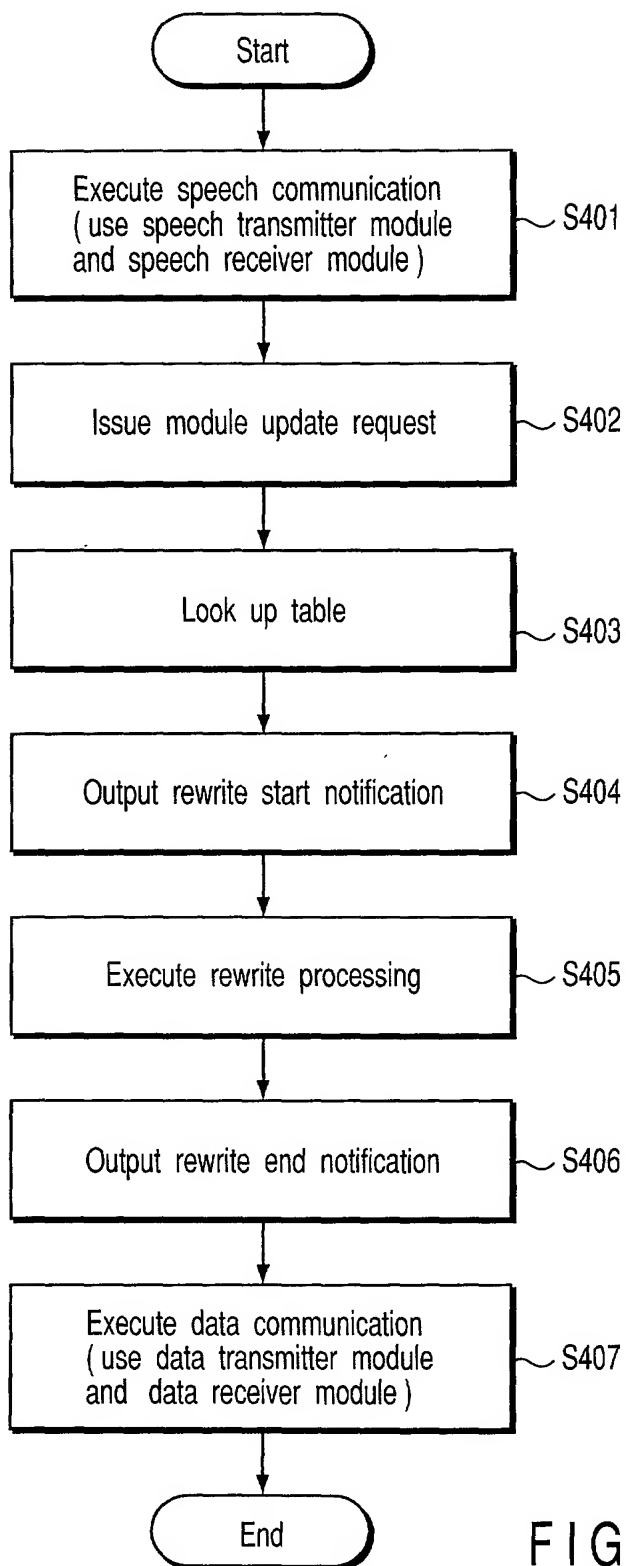 Start
Execute speech communication
( use speech transmitter module
and speech receiver module )
S401
Issue module update request
S402
Look up table
S403
Output rewrite start notification
S404
Execute rewrite processing
S405
Output rewrite end notification
S406
Execute data communication
( use data transmitter module
and data receiver module )
S407
End
FIG